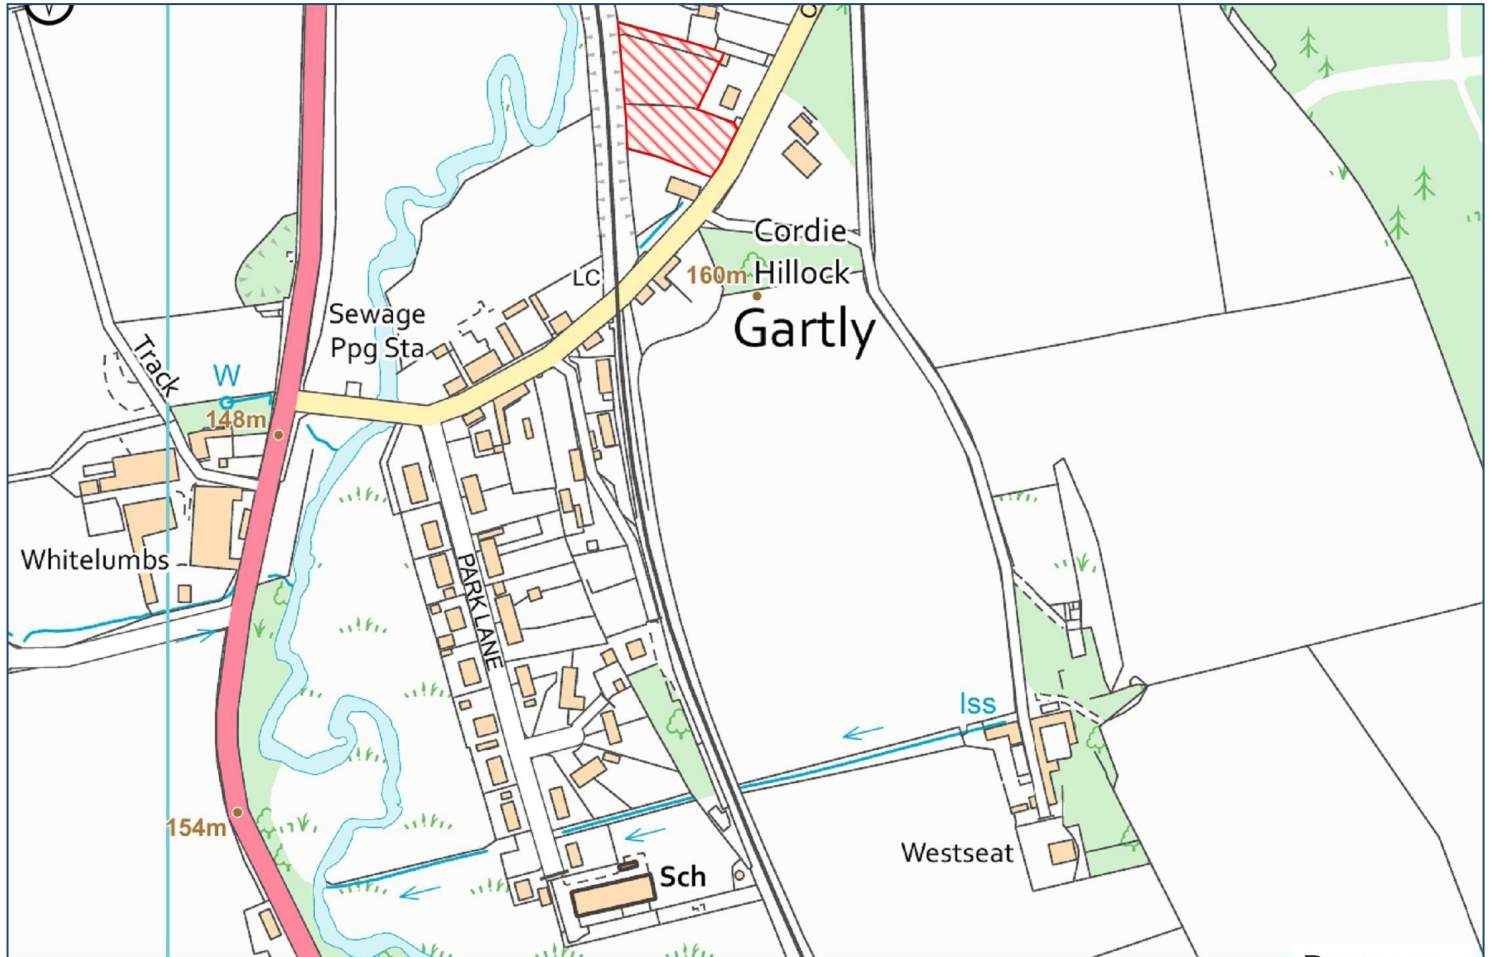 Cordie
160m Hillock
Gartly
LC
Sewage
Ppg Sta
Track
W
148m
Whitelumbs
PARK LANE
Iss
154m
Westseat
Sch